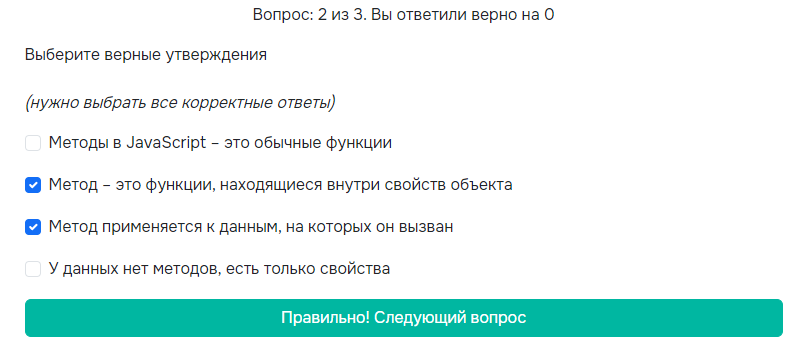 Вопрос: 2 из 3. Вы ответили верно на 0
Выберите верные утверждения
(нужно выбрать все корректные ответы)
Методы в JavaScript – это обычные функции
Метод – это функции, находящиеся внутри свойств объекта
Метод применяется к данным, на которых он вызван
У данных нет методов, есть только свойства
Правильно! Следующий вопрос